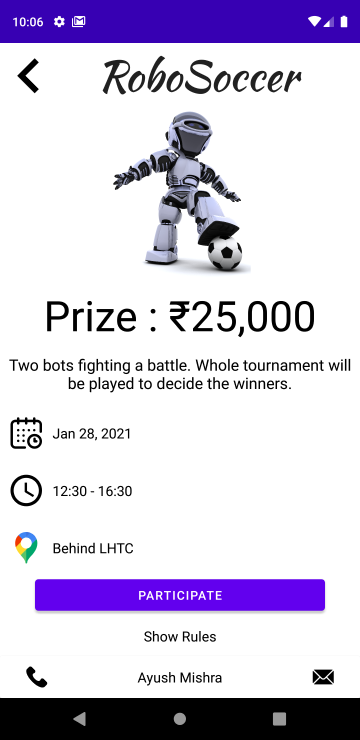 10:06
RoboSoccer
Prize : ₹25,000
Two bots fighting a battle. Whole tournament will
be played to decide the winners.
Jan 28, 2021
12:30 - 16:30
Behind LHTC
PARTICIPATE
Show Rules
Ayush Mishra